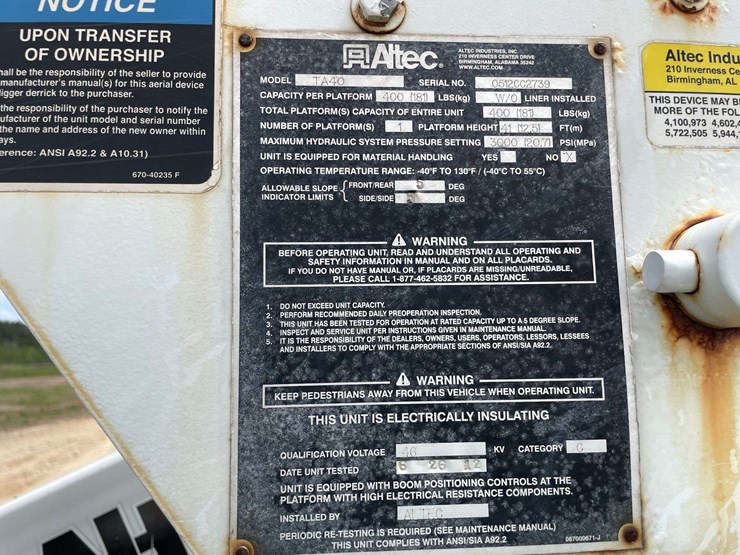 NOTICE
UPON TRANSFER
OF OWNERSHIP
hall be the responsibility of the seller to provide
manufacturer's manual(s) for this aerial device
digger derrick to the purchaser.
the responsibility of the purchaser to notify the
ufacturer of the unit model and serial number
the name and address of the new owner within
ays.
erence: ANSI A92.2 & A10.31)
670-40235 F
Altec
ALTEC INDUSTRIES, INC.
210 INVERNESS CENTER DRIVE
BIRMINGHAM, ALABAMA 35242
WWW.ALTEC.COM
MODEL TA40 SERIAL NO. 0512CC2739
CAPACITY PER PLATFORM 400 (181) LBS(kg) W/O LINER INSTALLED
TOTAL PLATFORM(S) CAPACITY OF ENTIRE UNIT 400 (181) LBS(kg)
NUMBER OF PLATFORM(S) 1 PLATFORM HEIGHT 41 (12.5) FT(m)
MAXIMUM HYDRAULIC SYSTEM PRESSURE SETTING 3000 (20.7) PSI(MPa)
UNIT IS EQUIPPED FOR MATERIAL HANDLING YES NO X
OPERATING TEMPERATURE RANGE: -40°F TO 130°F / (-40°C TO 55°C)
ALLOWABLE SLOPE INDICATOR LIMITS
FRONT/REAR 5 DEG
SIDE/SIDE DEG
WARNING
BEFORE OPERATING UNIT, READ AND UNDERSTAND ALL OPERATING AND
SAFETY INFORMATION IN MANUAL AND ON ALL PLACARDS.
IF YOU DO NOT HAVE MANUAL OR, IF PLACARDS ARE MISSING/UNREADABLE,
PLEASE CALL 1-877-462-5832 FOR ASSISTANCE.
1. DO NOT EXCEED UNIT CAPACITY.
2. PERFORM RECOMMENDED DAILY PREOPERATION INSPECTION.
3. THIS UNIT HAS BEEN TESTED FOR OPERATION AT RATED CAPACITY UP TO A 5 DEGREE SLOPE.
4. INSPECT AND SERVICE UNIT PER INSTRUCTIONS GIVEN IN MAINTENANCE MANUAL.
5. IT IS THE RESPONSIBILITY OF THE DEALERS, OWNERS, USERS, OPERATORS, LESSORS, LESSEES
AND INSTALLERS TO COMPLY WITH THE APPROPRIATE SECTIONS OF ANSI/SIA A92.2.
WARNING
KEEP PEDESTRIANS AWAY FROM THIS VEHICLE WHEN OPERATING UNIT.
THIS UNIT IS ELECTRICALLY INSULATING
QUALIFICATION VOLTAGE 46 KV CATEGORY C
DATE UNIT TESTED 6 26 12
UNIT IS EQUIPPED WITH BOOM POSITIONING CONTROLS AT THE
PLATFORM WITH HIGH ELECTRICAL RESISTANCE COMPONENTS.
INSTALLED BY ALTEC
PERIODIC RE-TESTING IS REQUIRED (SEE MAINTENANCE MANUAL)
THIS UNIT COMPLIES WITH ANSI/SIA A92.2
067000671-J
Altec Indu
210 Inverness Ce
Birmingham, AL
THIS DEVICE MAY B
MORE OF THE FOL
4,100,973 4,602,
5,722,505 5,944,